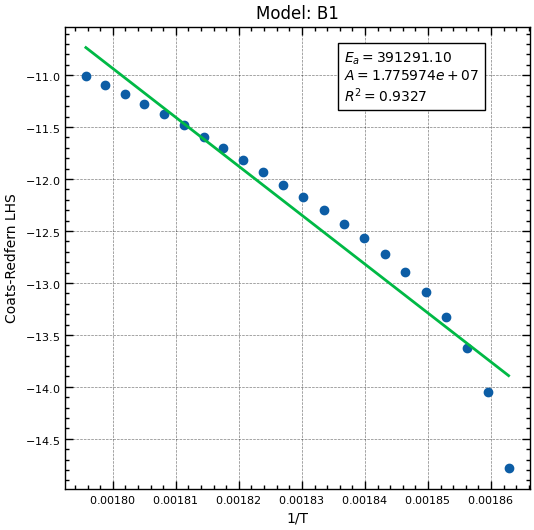 Model: B1
Eₐ = 391291.10
A = 1.775974e + 07
R² = 0.9327
−11.0
−11.5
−12.0
−12.5
−13.0
−13.5
−14.0
−14.5
Coats-Redfern LHS
0.00180 0.00181 0.00182 0.00183 0.00184 0.00185 0.00186
1/T